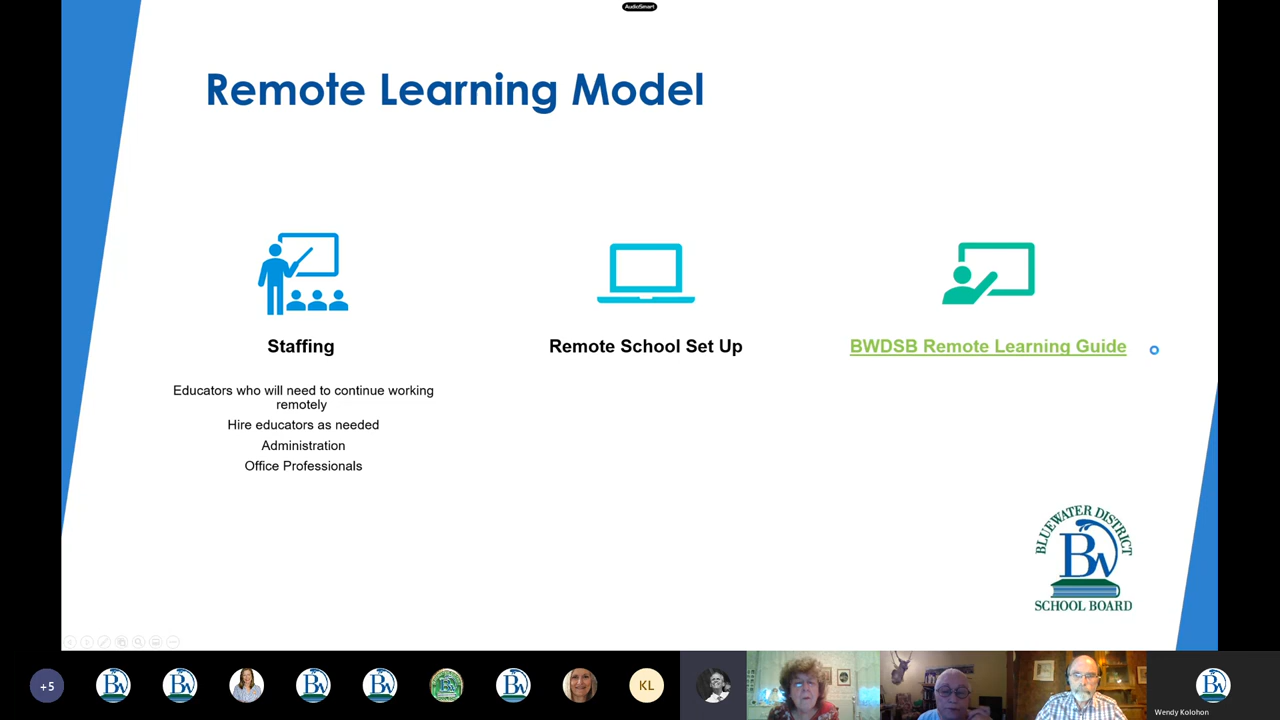 AudioSmart
Remote Learning Model
Staffing
Remote School Set Up
BWDSB Remote Learning Guide
Educators who will need to continue working
remotely
Hire educators as needed
Administration
Office Professionals
BLUEWATER DISTRICT
BW
SCHOOL BOARD
+5
KL
Wendy Kolohon